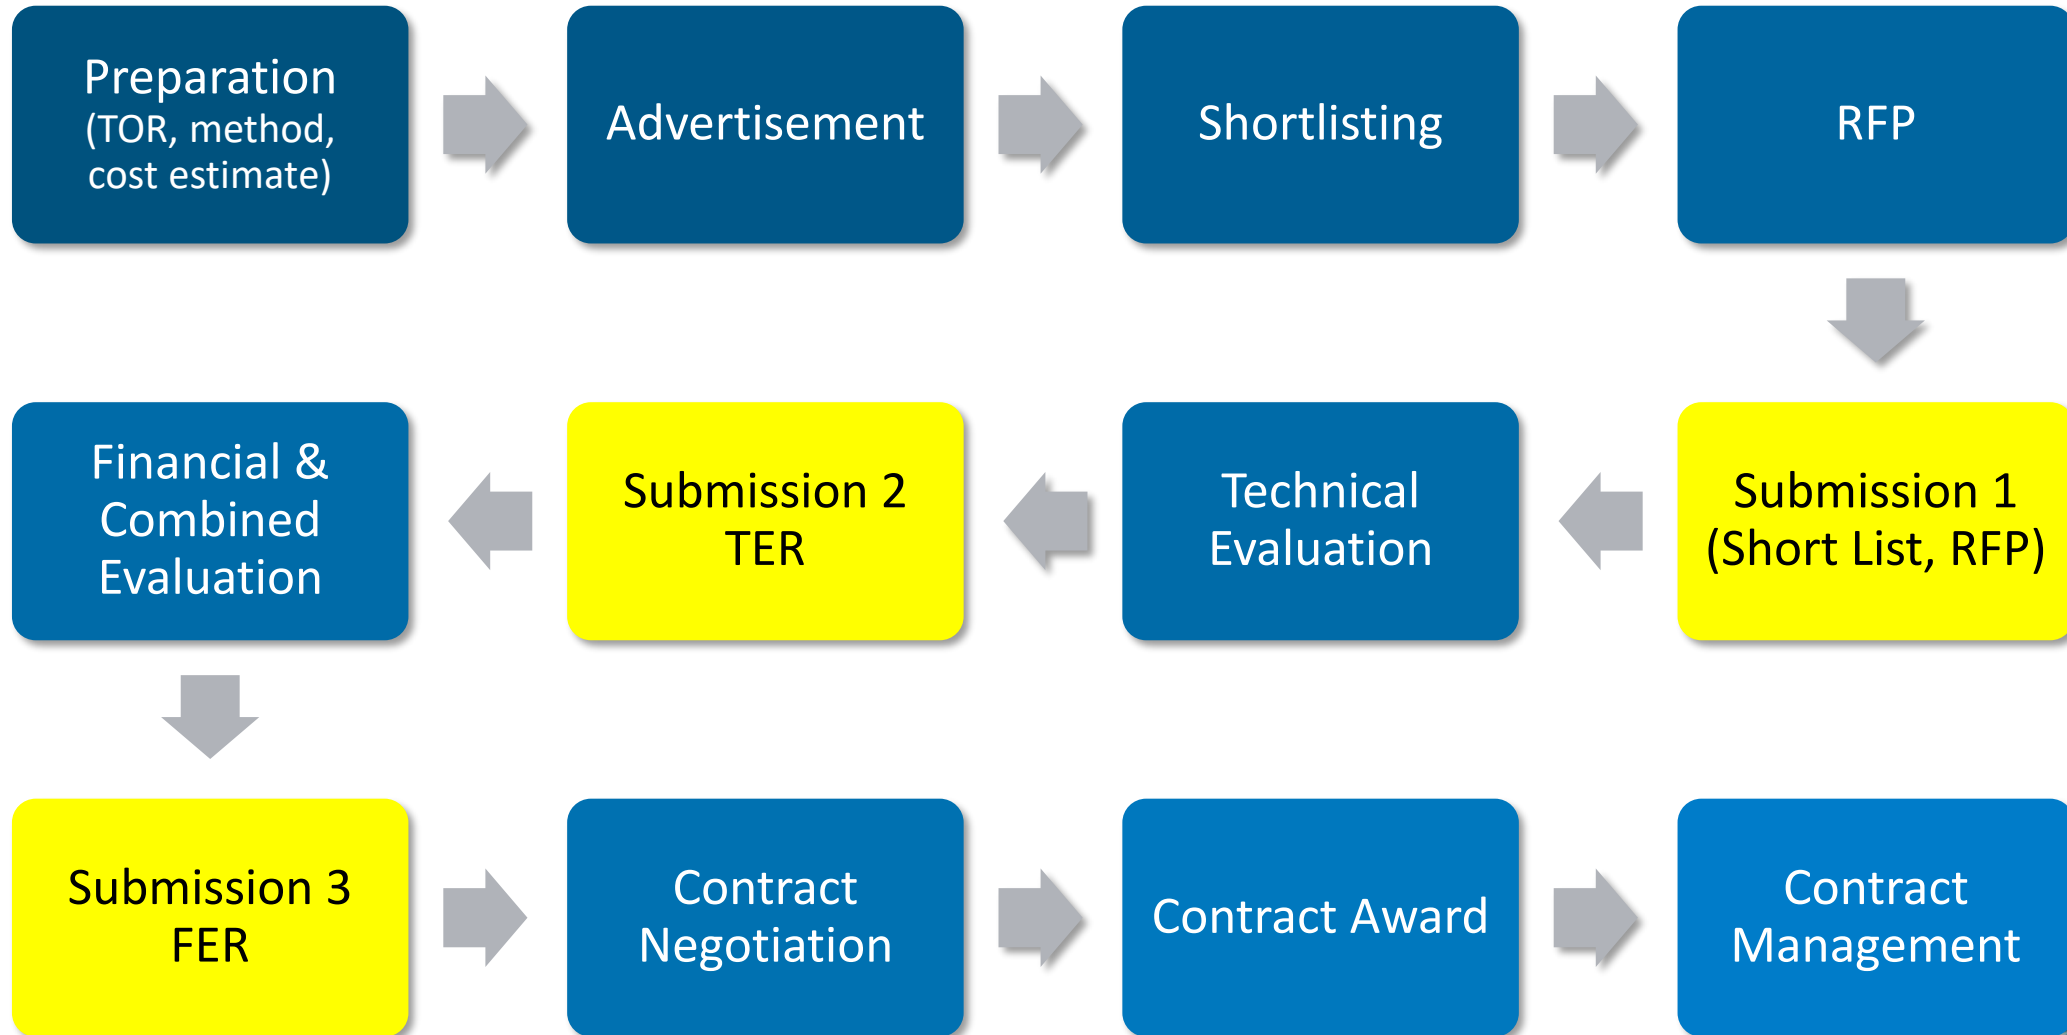 Preparation
(TOR, method,
cost estimate)
Advertisement
Shortlisting
RFP
Submission 1
(Short List, RFP)
Technical
Evaluation
Submission 2
TER
Financial &
Combined
Evaluation
Submission 3
FER
Contract
Negotiation
Contract Award
Contract
Management